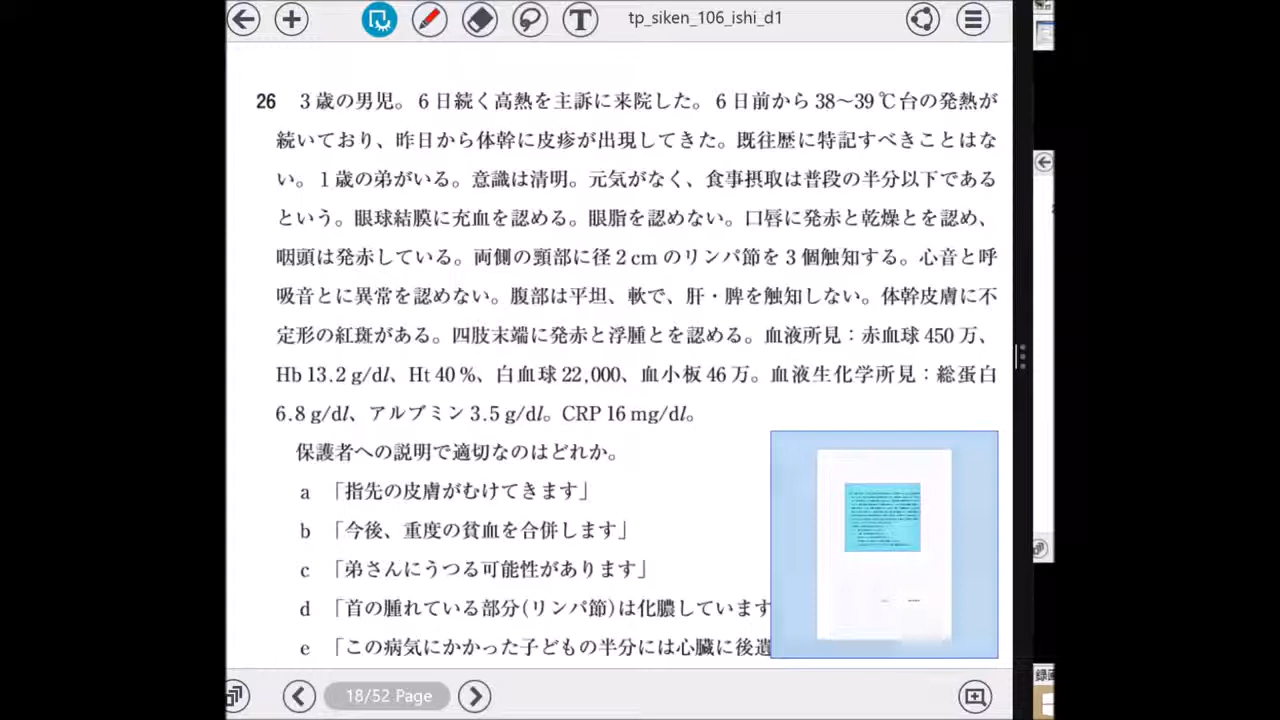 tp_siken_106_ishi_d1
26 3歳の男児。6日続く高熱を主訴に来院した。6日前から38〜39℃台の発熱が
続いており、昨日から体幹に皮疹が出現してきた。既往歴に特記すべきことはな
い。1歳の弟がいる。意識は清明。元気がなく、食事摂取は普段の半分以下である
という。眼球結膜に充血を認める。眼脂を認めない。口唇に発赤と乾燥とを認め、
咽頭は発赤している。両側の頸部に径2cmのリンパ節を3個触知する。心音と呼
吸音とに異常を認めない。腹部は平坦、軟で、肝・脾を触知しない。体幹皮膚に不
定形の紅斑がある。四肢末端に発赤と浮腫とを認める。血液所見：赤血球450万、
Hb 13.2 g/dl、Ht 40 %、白血球22,000、血小板46万。血液生化学所見：総蛋白
6.8 g/dl、アルブミン3.5 g/dl。CRP 16 mg/dl。
保護者への説明で適切なのはどれか。
a 「指先の皮膚がむけてきます」
b 「今後、重度の貧血を合併します」
c 「弟さんにうつる可能性があります」
d 「首の腫れている部分(リンパ節)は化膿しています
e 「この病気にかかった子どもの半分には心臓に後遺
18/52 Page